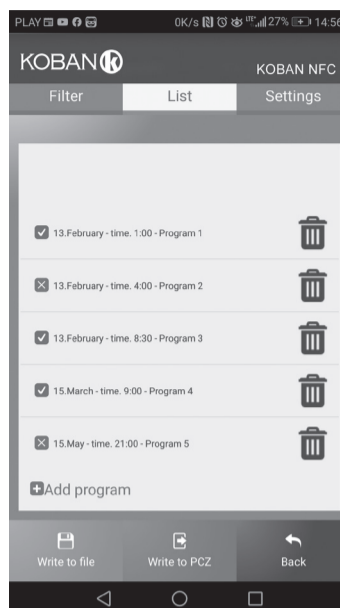 PLAY 0K/s 27% 14:56
KOBAN K
KOBAN NFC
Filter List Settings
13.February - time. 1:00 - Program 1
13.February - time. 4:00 - Program 2
13.February - time. 8:30 - Program 3
15.March - time. 9:00 - Program 4
15.May - time. 21:00 - Program 5
Add program
Write to file Write to PCZ Back